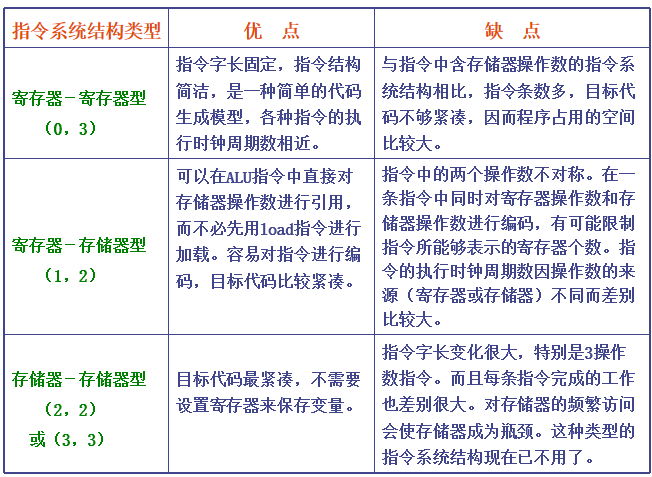 指令系统结构类型
优 点
缺 点
寄存器－寄存器型
（0，3）
指令字长固定，指令结构
简洁，是一种简单的代码
生成模型，各种指令的执
行时钟周期数相近。
与指令中含存储器操作数的指令系
统结构相比，指令条数多，目标代
码不够紧凑，因而程序占用的空间
比较大。
寄存器－存储器型
（1，2）
可以在ALU指令中直接对
存储器操作数进行引用，
而不必先用load指令进行
加载。容易对指令进行编
码，目标代码比较紧凑。
指令中的两个操作数不对称。在一
条指令中同时对寄存器操作数和存
储器操作数进行编码，有可能限制
指令所能够表示的寄存器个数。指
令的执行时钟周期数因操作数的来
源（寄存器或存储器）不同而差别
比较大。
存储器－存储器型
（2，2）
或（3，3）
目标代码最紧凑，不需要
设置寄存器来保存变量。
指令字长变化很大，特别是3操作
数指令。而且每条指令完成的工作
也差别很大。对存储器的频繁访问
会使存储器成为瓶颈。这种类型的
指令系统结构现在已不用了。